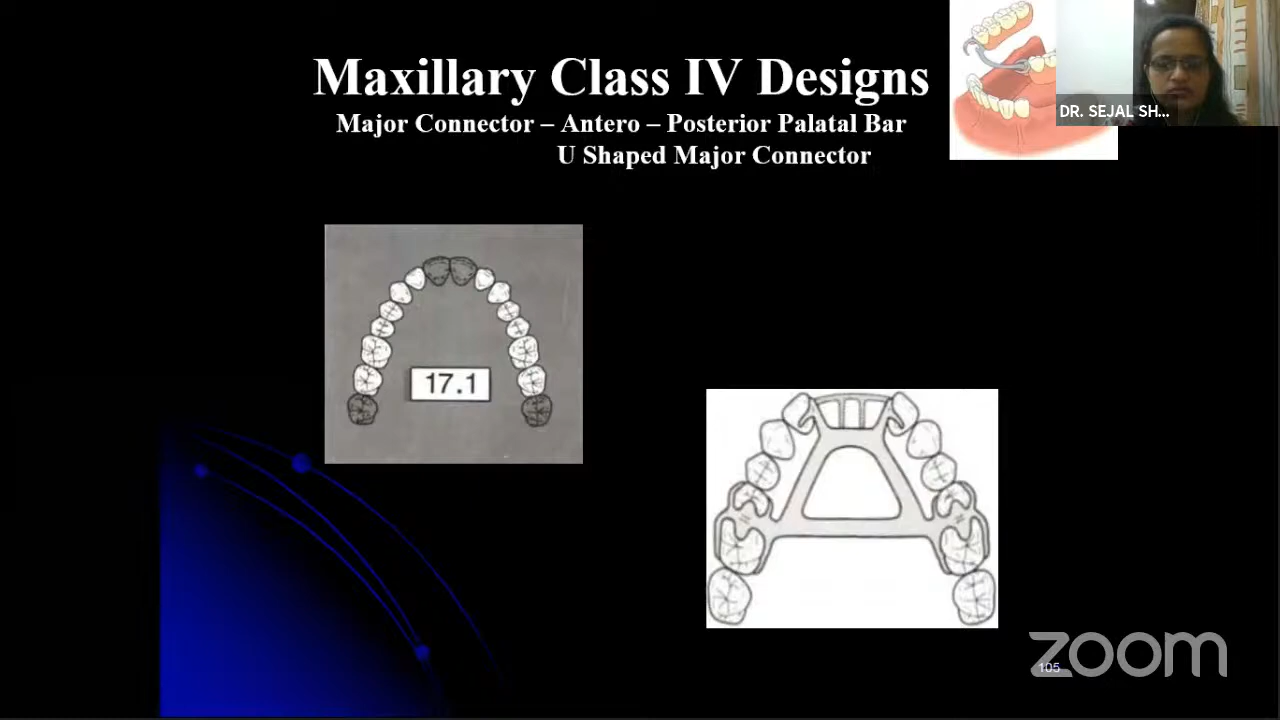 Maxillary Class IV Designs
Major Connector – Antero – Posterior Palatal Bar
U Shaped Major Connector
DR. SEJAL SH...
17.1
105
zoom